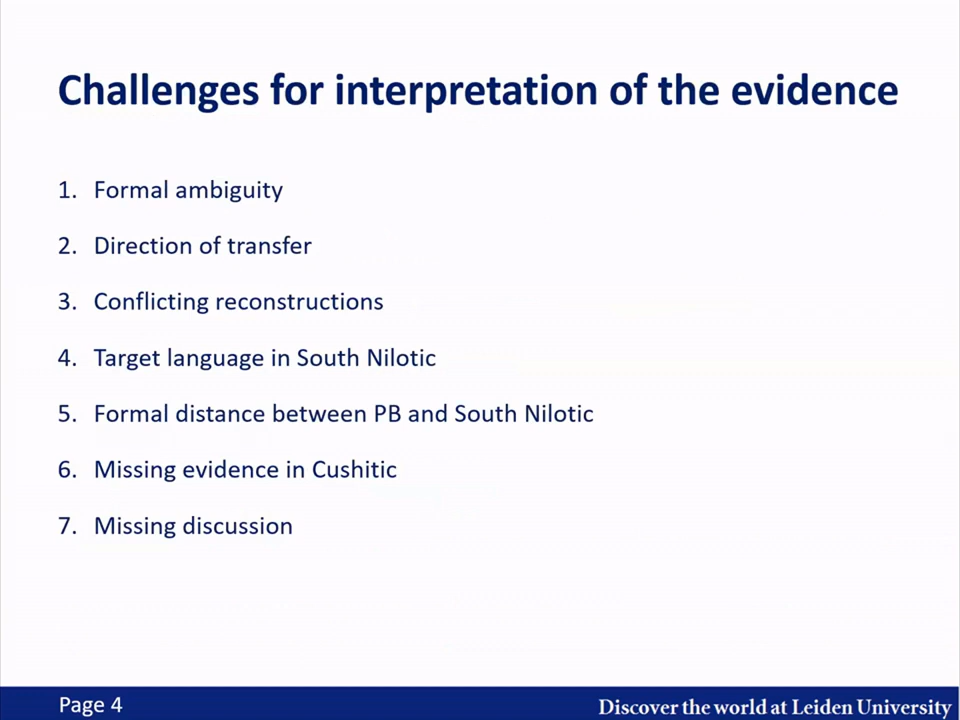 Challenges for interpretation of the evidence
1. Formal ambiguity
2. Direction of transfer
3. Conflicting reconstructions
4. Target language in South Nilotic
5. Formal distance between PB and South Nilotic
6. Missing evidence in Cushitic
7. Missing discussion
Page 4
Discover the world at Leiden University